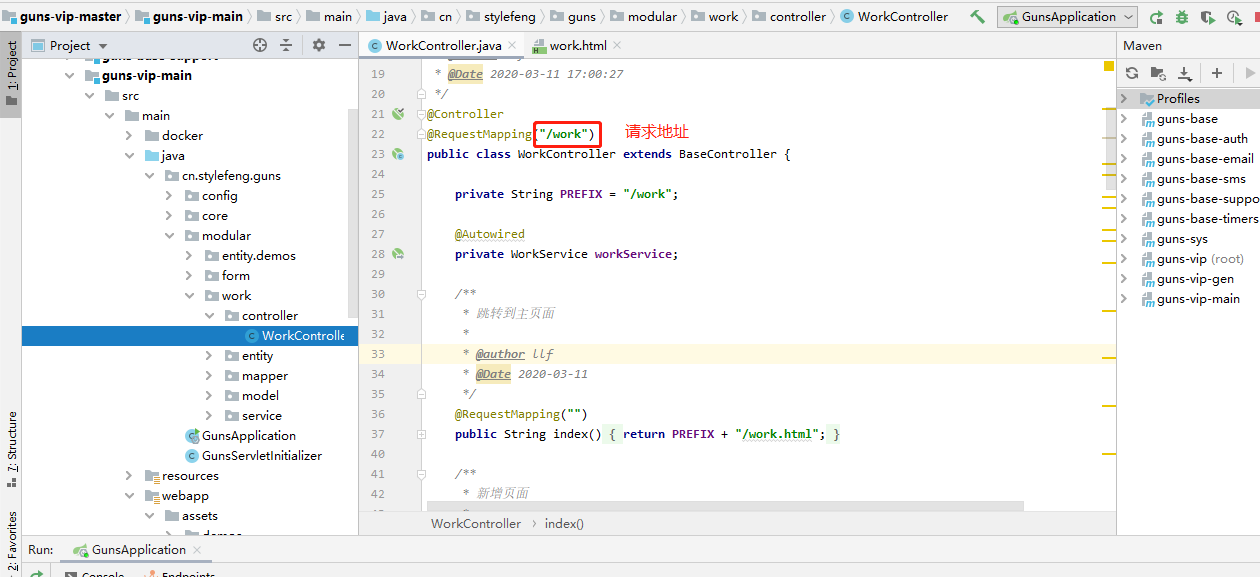 guns-vip-master guns-vip-main src main java cn stylefeng guns modular work controller WorkController GunsApplication
1: Project
Project
WorkController.java work.html
Maven
guns-vip-main
src
main
docker
java
cn.stylefeng.guns
config
core
modular
entity.demos
form
work
controller
WorkControlle
entity
mapper
model
service
GunsApplication
GunsServletInitializer
resources
webapp
assets
19 * @Date 2020-03-11 17:00:27
20 */
21 @Controller
22 @RequestMapping("/work") 请求地址
23 public class WorkController extends BaseController {
24
25 private String PREFIX = "/work";
26
27 @Autowired
28 private WorkService workService;
29
30 /**
31 * 跳转到主页面
32 *
33 * @author llf
34 * @Date 2020-03-11
35 */
36 @RequestMapping("")
37 public String index() { return PREFIX + "/work.html"; }
40
41 /**
42 * 新增页面
WorkController › index()
Profiles
guns-base
guns-base-auth
guns-base-email
guns-base-sms
guns-base-suppo
guns-base-timers
guns-sys
guns-vip (root)
guns-vip-gen
guns-vip-main
7: Structure
2: Favorites
Run: GunsApplication
Console Endpoints